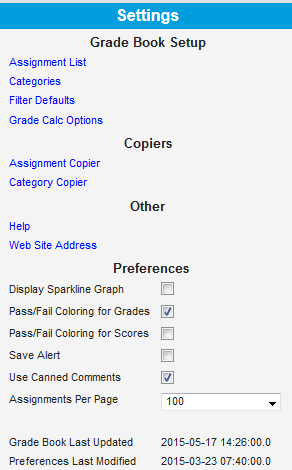 Settings
Grade Book Setup
Assignment List
Categories
Filter Defaults
Grade Calc Options
Copiers
Assignment Copier
Category Copier
Other
Help
Web Site Address
Preferences
Display Sparkline Graph
Pass/Fail Coloring for Grades
Pass/Fail Coloring for Scores
Save Alert
Use Canned Comments
Assignments Per Page 100
Grade Book Last Updated 2015-05-17 14:26:00.0
Preferences Last Modified 2015-03-23 07:40:00.0